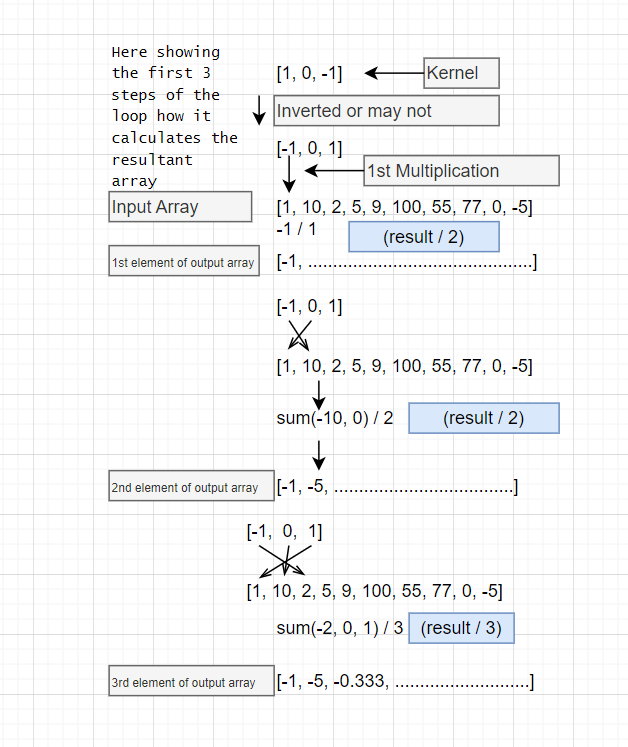 Here showing
the first 3
steps of the
loop how it
calculates the
resultant
array
[1, 0, -1]
Kernel
Inverted or may not
[-1, 0, 1]
1st Multiplication
Input Array
[1, 10, 2, 5, 9, 100, 55, 77, 0, -5]
-1 / 1
(result / 2)
1st element of output array
[-1, ..............................................]
[-1, 0, 1]
[1, 10, 2, 5, 9, 100, 55, 77, 0, -5]
sum(-10, 0) / 2
(result / 2)
2nd element of output array
[-1, -5, ....................................]
[-1, 0, 1]
[1, 10, 2, 5, 9, 100, 55, 77, 0, -5]
sum(-2, 0, 1) / 3
(result / 3)
3rd element of output array
[-1, -5, -0.333, ...........................]